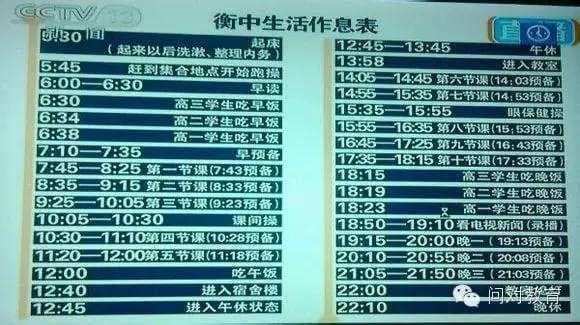 CCTV 13
新闻
衡中生活作息表
5:30 起床
(起来以后洗漱、整理内务)
5:45 赶到集合地点开始跑操
6:00—6:30 早读
6:30 高三学生吃早饭
6:34 高二学生吃早饭
6:38 高一学生吃早饭
7:10—7:35 早预备
7:45—8:25 第一节课(7:43预备)
8:35—9:15 第二节课(8:33预备)
9:25—10:05 第三节课(9:23预备)
10:05—10:30 课间操
10:30—11:10 第四节课(10:28预备)
11:20—12:00 第五节课(11:18预备)
12:00 吃午饭
12:40 进入宿舍楼
12:45 进入午休状态
12:45—13:45 午休
13:58 进入教室
14:05—14:45 第六节课(14:03预备)
14:55—15:35 第七节课(14:53预备)
15:35—15:55 眼保健操
15:55—16:35 第八节课(15:53预备)
16:45—17:25 第九节课(16:43预备)
17:35—18:15 第十节课(17:33预备)
18:15 高三学生吃晚饭
18:19 高二学生吃晚饭
18:23 高一学生吃晚饭
18:50—19:10 看电视新闻(录播)
19:15—20:00 晚一(19:13预备)
20:10—20:55 晚二(20:08预备)
21:05—21:50 晚三(21:03预备)
22:00
22:10 晚休
问对教育